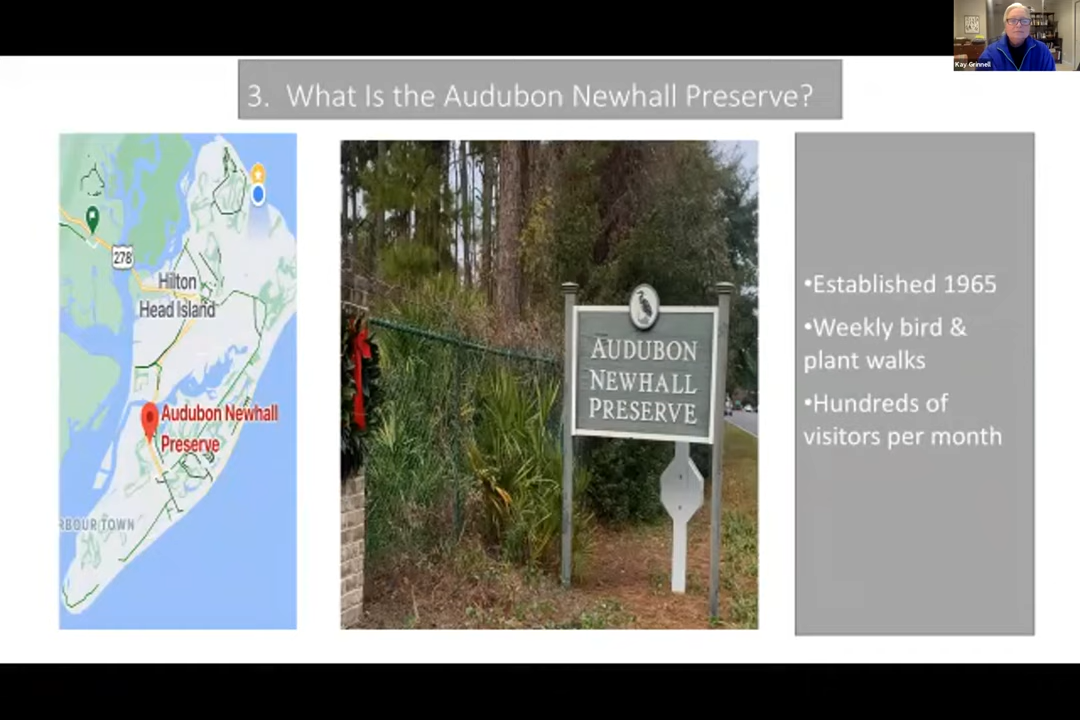 Kay Grinnell
3. What Is the Audubon Newhall Preserve?
278
Hilton
Head Island
Audubon Newhall
Preserve
RBOUR TOWN
AUDUBON
NEWHALL
PRESERVE
•Established 1965
•Weekly bird &
plant walks
•Hundreds of
visitors per month